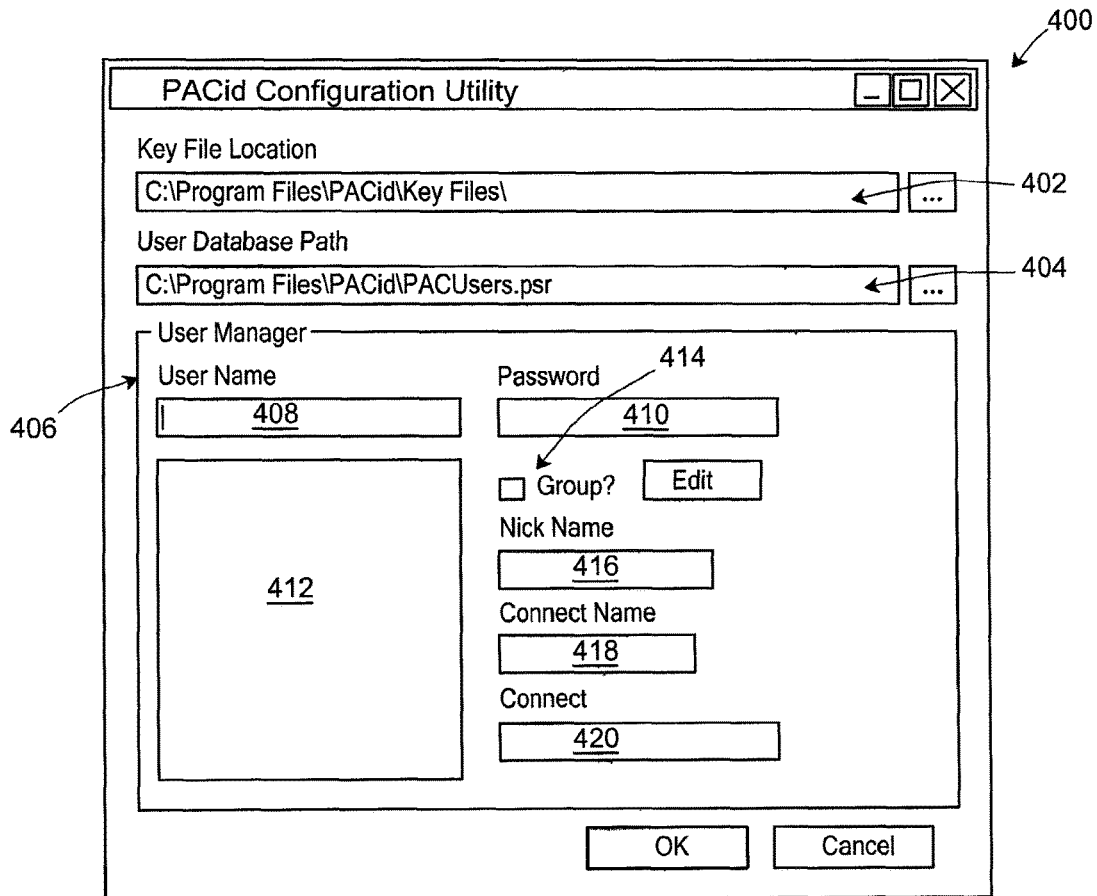 400
PACid Configuration Utility
Key File Location
C:\Program Files\PACid\Key Files\
...
402
User Database Path
C:\Program Files\PACid\PACUsers.psr
...
404
User Manager
414
406
User Name
Password
408
410
Group?
Edit
Nick Name
416
412
Connect Name
418
Connect
420
OK
Cancel